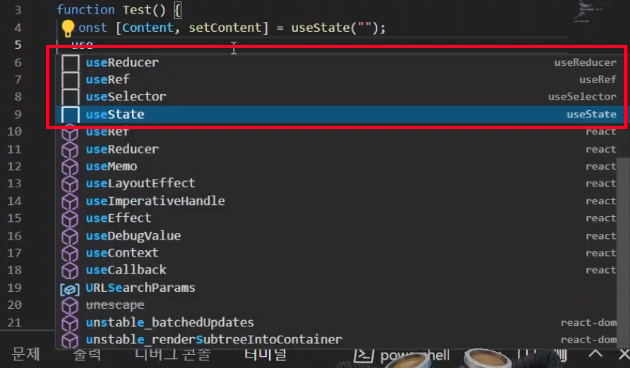 3 function Test() {
4 onst [Content, setContent] = useState("");
5 use
6 useReducer useReducer
7 useRef useRef
8 useSelector useSelector
9 useState useState
10 useRef react
11 useReducer react
12 useMemo react
13 useLayoutEffect react
14 useImperativeHandle react
15 useEffect react
16 useDebugValue react
17 useContext react
18 useCallback react
19 URLSearchParams
20 unescape
21 unstable_batchedUpdates react-dom
unstable_renderSubtreeIntoContainer react-dom
문제 출력 디버그 콘솔 터미널 powershell